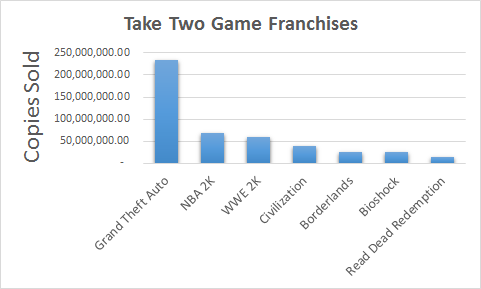 Take Two Game Franchises
Copies Sold
250,000,000.00
200,000,000.00
150,000,000.00
100,000,000.00
50,000,000.00
-
Grand Theft Auto
NBA 2K
WWE 2K
Civilization
Borderlands
Bioshock
Read Dead Redemption